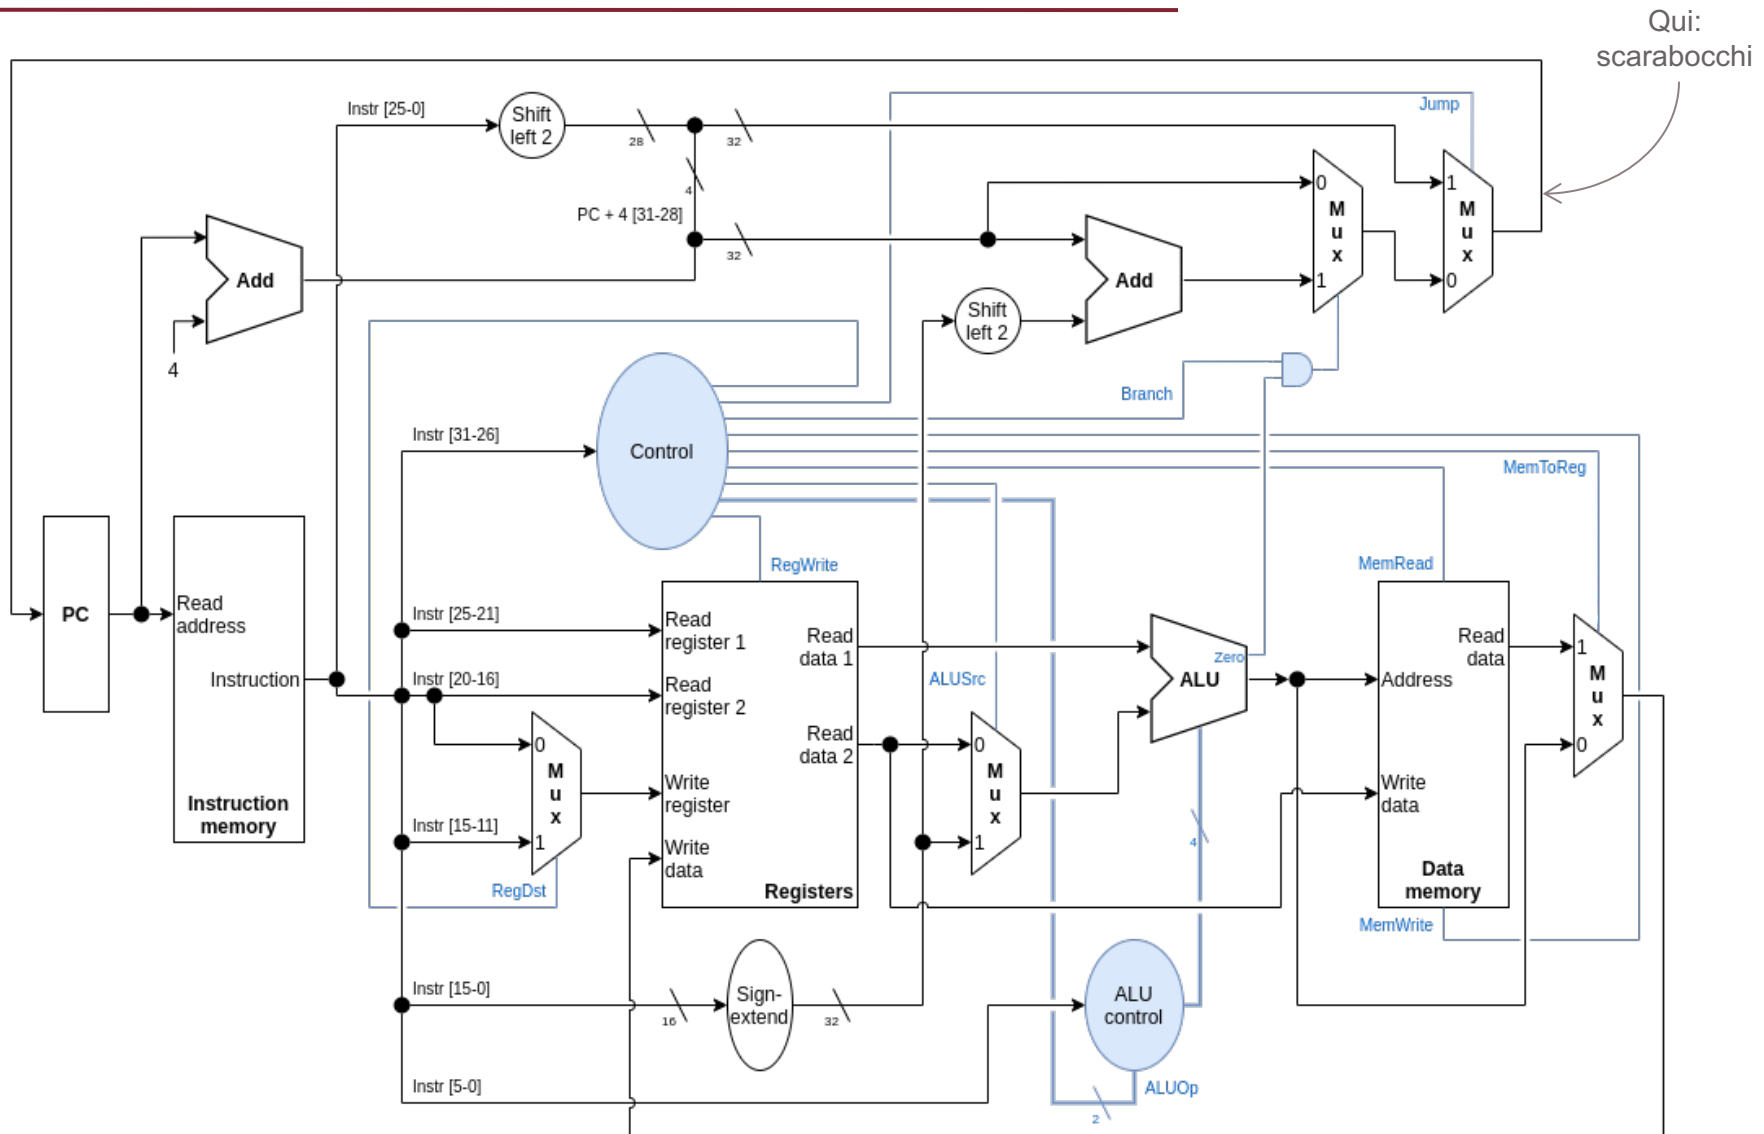 Qui:
scarabocchi
Instr [25-0]
Shift
left 2
28
32
Jump
4
PC + 4 [31-28]
32
0
M
u
x
1
1
M
u
x
0
Add
4
Add
Shift
left 2
Branch
Instr [31-26]
Control
MemToReg
RegWrite
MemRead
PC
Read
address
Instruction
Instruction
memory
Instr [25-21]
Read
register 1
Read
data 1
Instr [20-16]
Read
register 2
Read
data 2
0
M
u
x
1
Write
register
Instr [15-11]
Write
data
RegDst
Registers
ALUSrc
0
M
u
x
1
Zero
ALU
4
Read
data
Address
Write
data
Data
memory
MemWrite
1
M
u
x
0
Instr [15-0]
16
Sign-
extend
32
ALU
control
Instr [5-0]
ALUOp
2